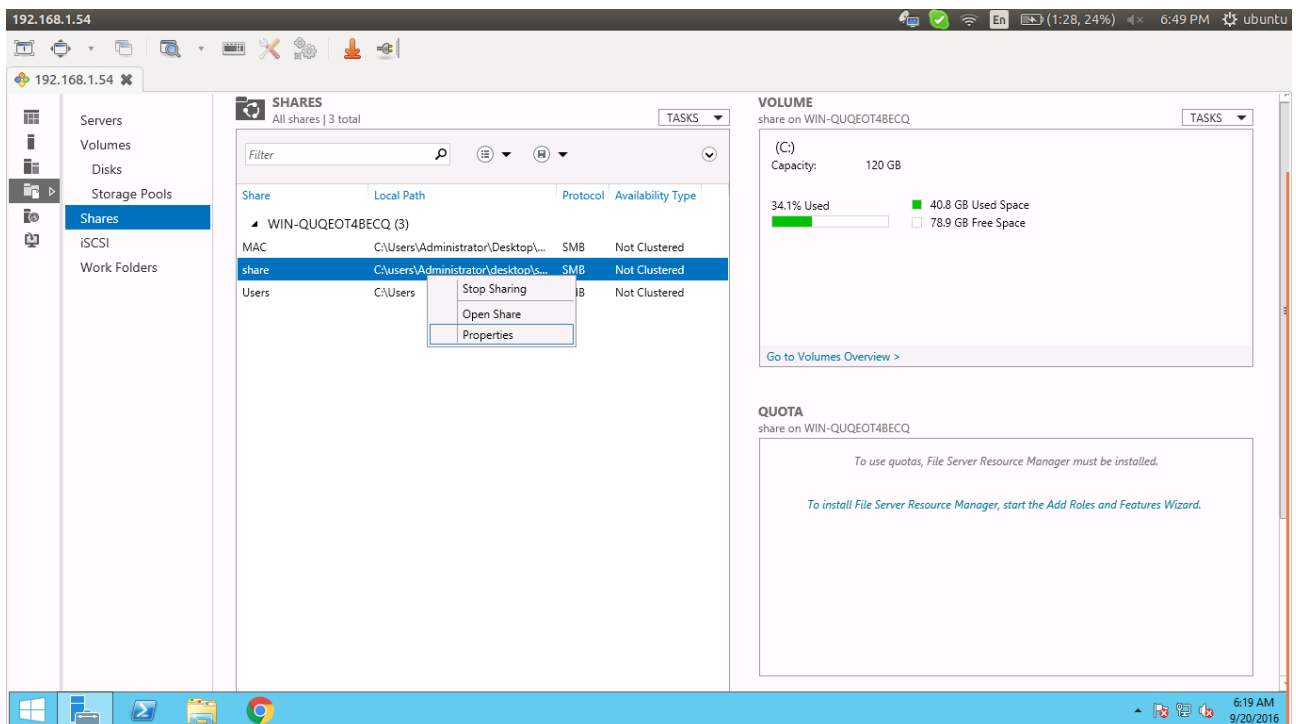 192.168.1.54
En (1:28, 24%) 6:49 PM ubuntu
192.168.1.54
Servers
Volumes
Disks
Storage Pools
Shares
iSCSI
Work Folders
SHARES
All shares | 3 total
TASKS
Filter
Share Local Path Protocol Availability Type
WIN-QUQEOT4BECQ (3)
MAC C:\Users\Administrator\Desktop\... SMB Not Clustered
share C:\users\Administrator\desktop\s... SMB Not Clustered
Users C:\Users IB Not Clustered
Stop Sharing
Open Share
Properties
VOLUME
share on WIN-QUQEOT4BECQ
TASKS
(C:)
Capacity: 120 GB
34.1% Used
40.8 GB Used Space
78.9 GB Free Space
Go to Volumes Overview >
QUOTA
share on WIN-QUQEOT4BECQ
To use quotas, File Server Resource Manager must be installed.
To install File Server Resource Manager, start the Add Roles and Features Wizard.
6:19 AM
9/20/2016